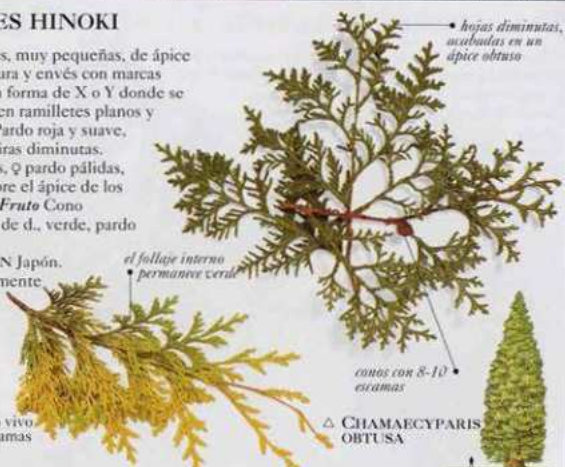 ES HINOKI
s, muy pequeñas, de ápice
ura y envés con marcas
forma de X o Y donde se
en ramilletes planos y
Pardo roja y suave,
iras diminutas.
s, ♀ pardo pálidas,
re el ápice de los
Fruto Cono
de d., verde, pardo
N Japón.
mente
hojas diminutas,
acabadas en un
ápice obtuso
el follaje interno
permanece verde
conos con 8-10
escamas
vivo
amas
△ CHAMAECYPARIS
OBTUSA